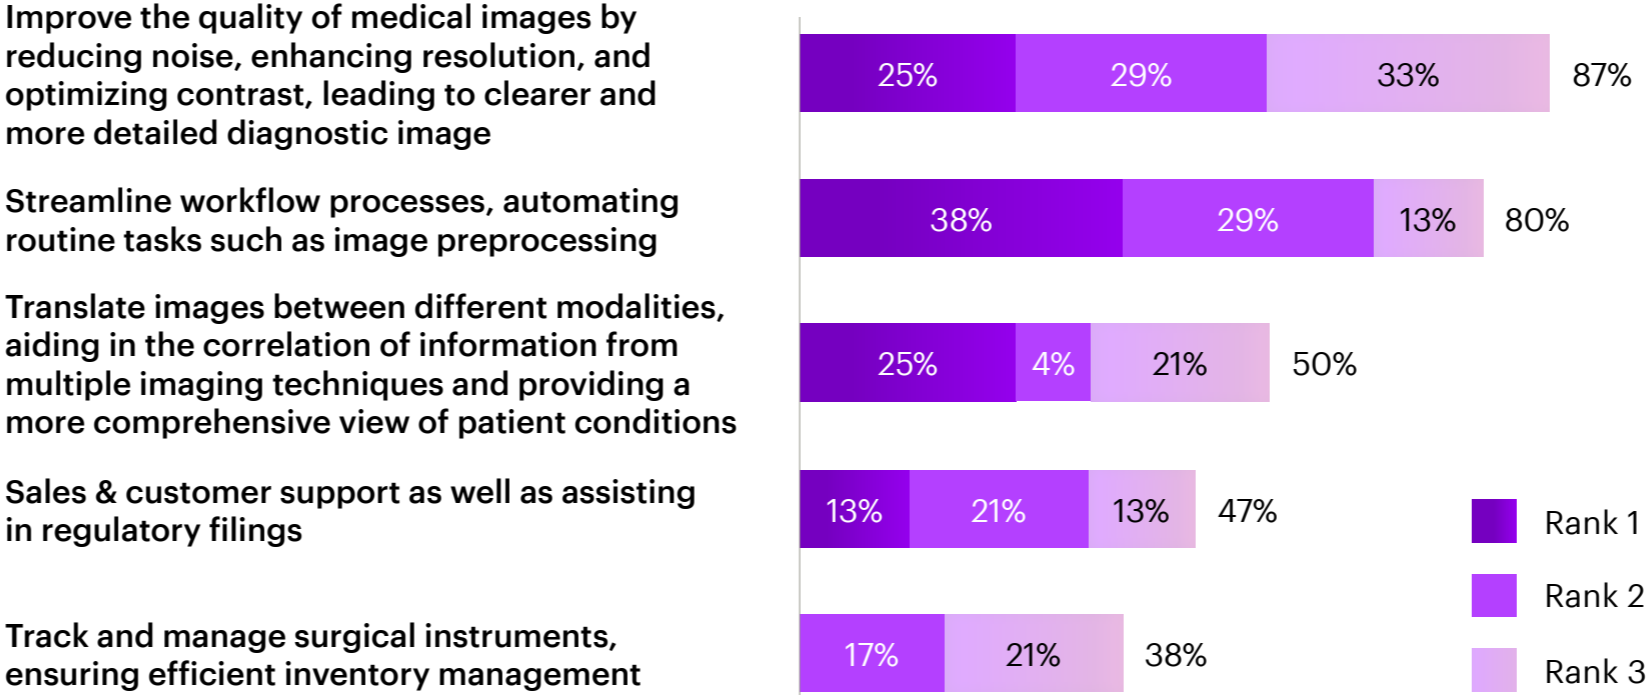 Improve the quality of medical images by
reducing noise, enhancing resolution, and
optimizing contrast, leading to clearer and
more detailed diagnostic image
25% 29% 33% 87%
Streamline workflow processes, automating
routine tasks such as image preprocessing
38% 29% 13% 80%
Translate images between different modalities,
aiding in the correlation of information from
multiple imaging techniques and providing a
more comprehensive view of patient conditions
25% 4% 21% 50%
Sales & customer support as well as assisting
in regulatory filings
13% 21% 13% 47%
Track and manage surgical instruments,
ensuring efficient inventory management
17% 21% 38%
Rank 1
Rank 2
Rank 3